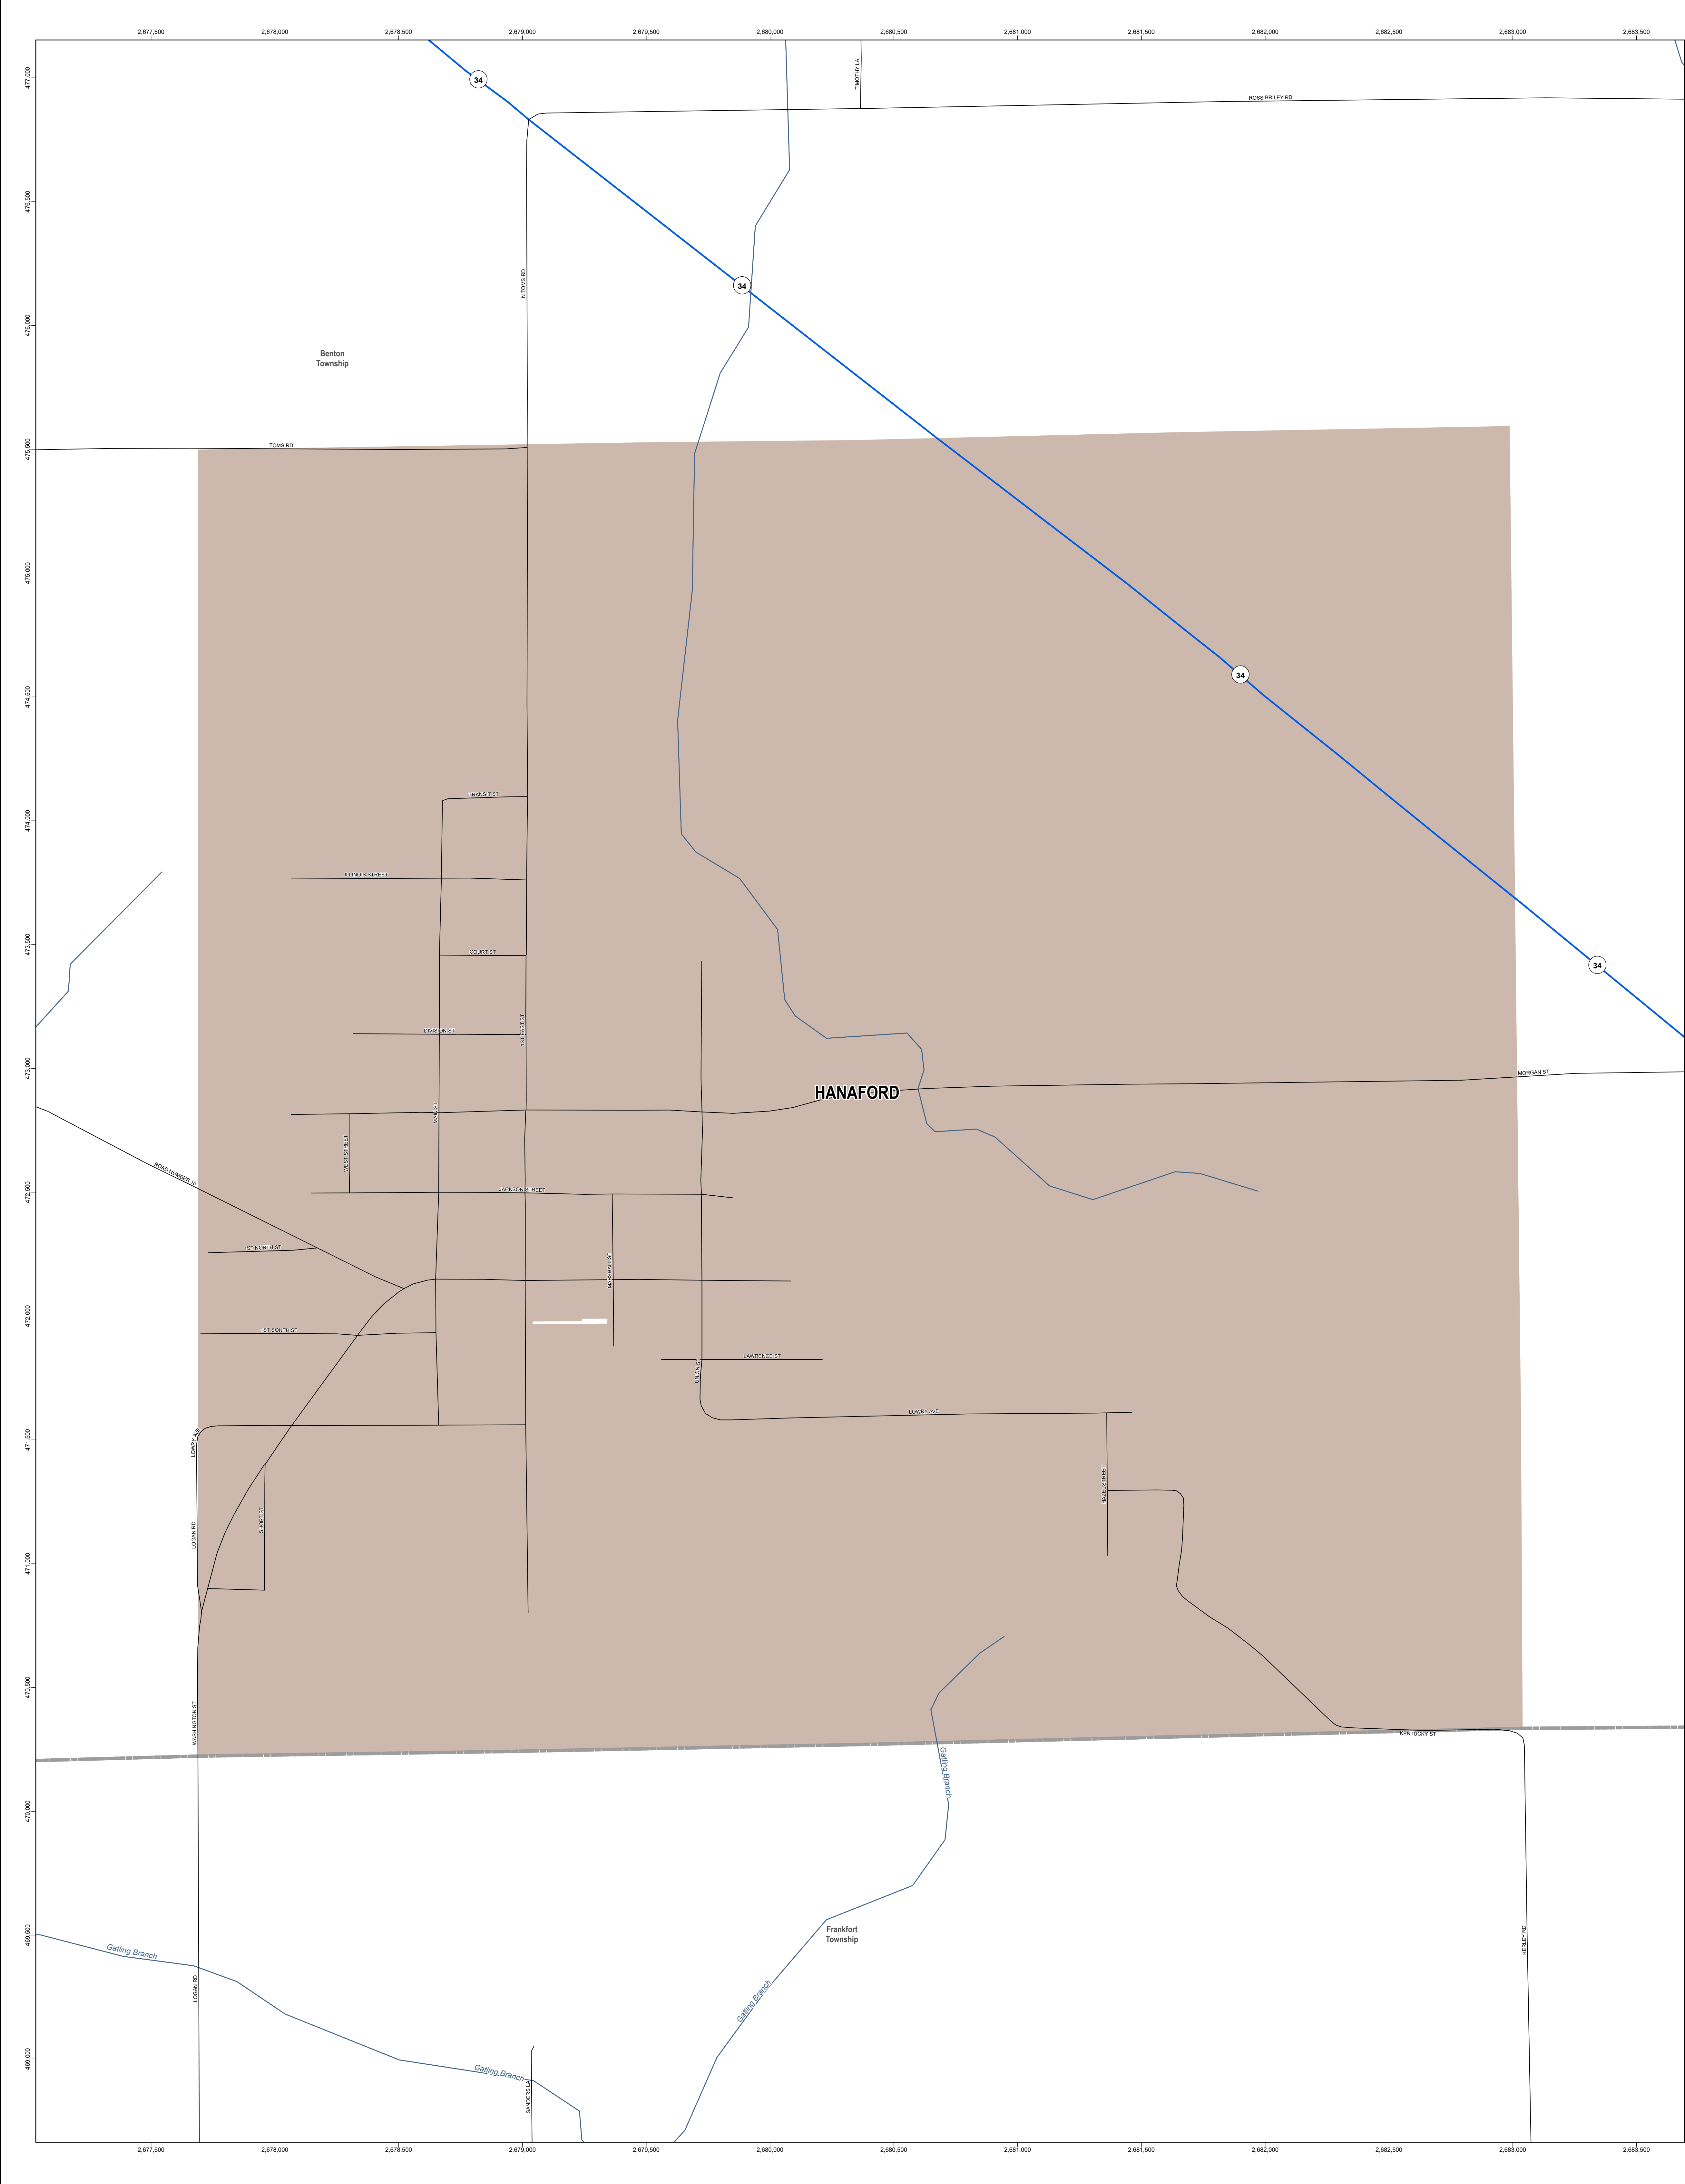 2,677,500 2,678,000 2,678,500 2,679,000 2,679,500 2,680,000 2,680,500 2,681,000 2,681,500 2,682,000 2,682,500 2,683,000 2,683,500
477,000
34
TIMOTHY LA
ROSS BRILEY RD
476,500
N TOMS RD
34
476,000
Benton
Township
TOMS RD
475,500
475,000
34
474,500
TRANSIT ST
474,000
ILLINOIS STREET
COURT ST
473,500
34
DIVISION ST
1ST EAST ST
473,000
MORGAN ST
HANAFORD
MAIN ST
WEST STREET
ROAD NUMBER 10
472,500
JACKSON STREET
1ST NORTH ST
MARSHALL ST
472,000
1ST SOUTH ST
LAWRENCE ST
UNION ST
LOWRY AVE
LOWRY AVE
471,500
HAZEL STREET
SHORT ST
LOGAN RD
471,000
470,500
WASHINGTON ST
KENTUCKY ST
Gatling Branch
470,000
469,500
Frankfort
Township
KERLEY RD
Gatling Branch
LOGAN RD
Gatling Branch
469,000
Gatling Branch
SANDERS LA
2,677,500 2,678,000 2,678,500 2,679,000 2,679,500 2,680,000 2,680,500 2,681,000 2,681,500 2,682,000 2,682,500 2,683,000 2,683,500